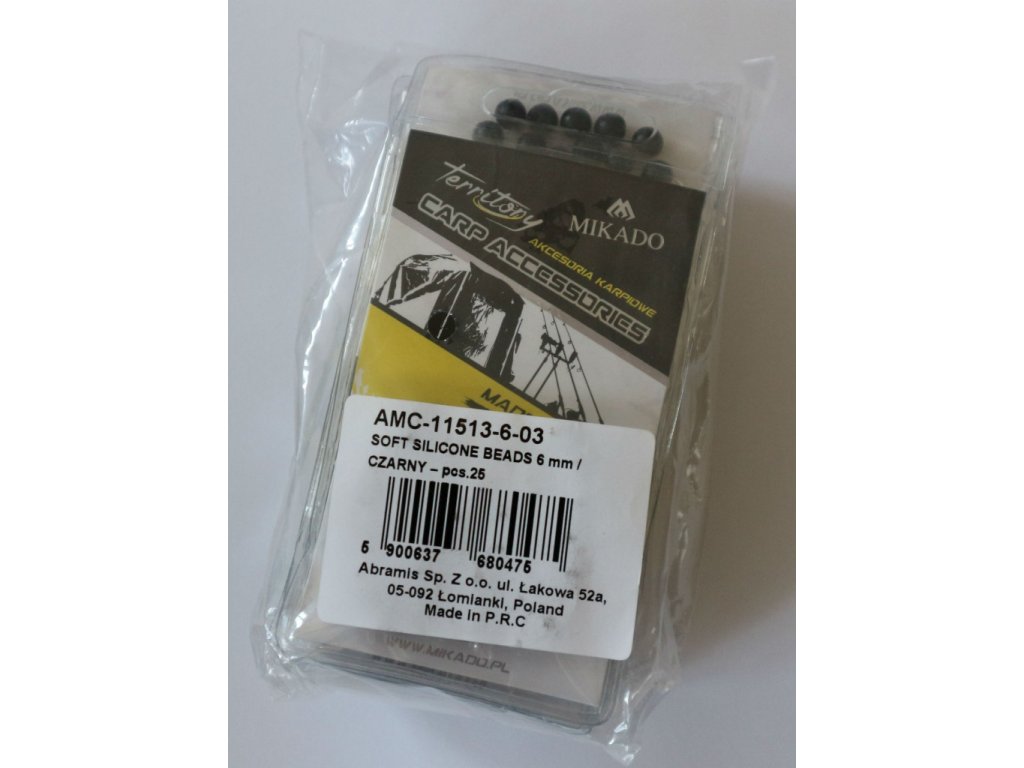 Territory
MIKADO
AKCESORIA KARPIOWE
CARP ACCESSORIES
AMC-11513-6-03
SOFT SILICONE BEADS 6 mm /
CZARNY – pcs.25
5 900637 680475
Abramis Sp. Z o.o. ul. Łakowa 52a,
05-092 Łomianki, Poland
Made in P.R.C
WWW.MIKADO.PL